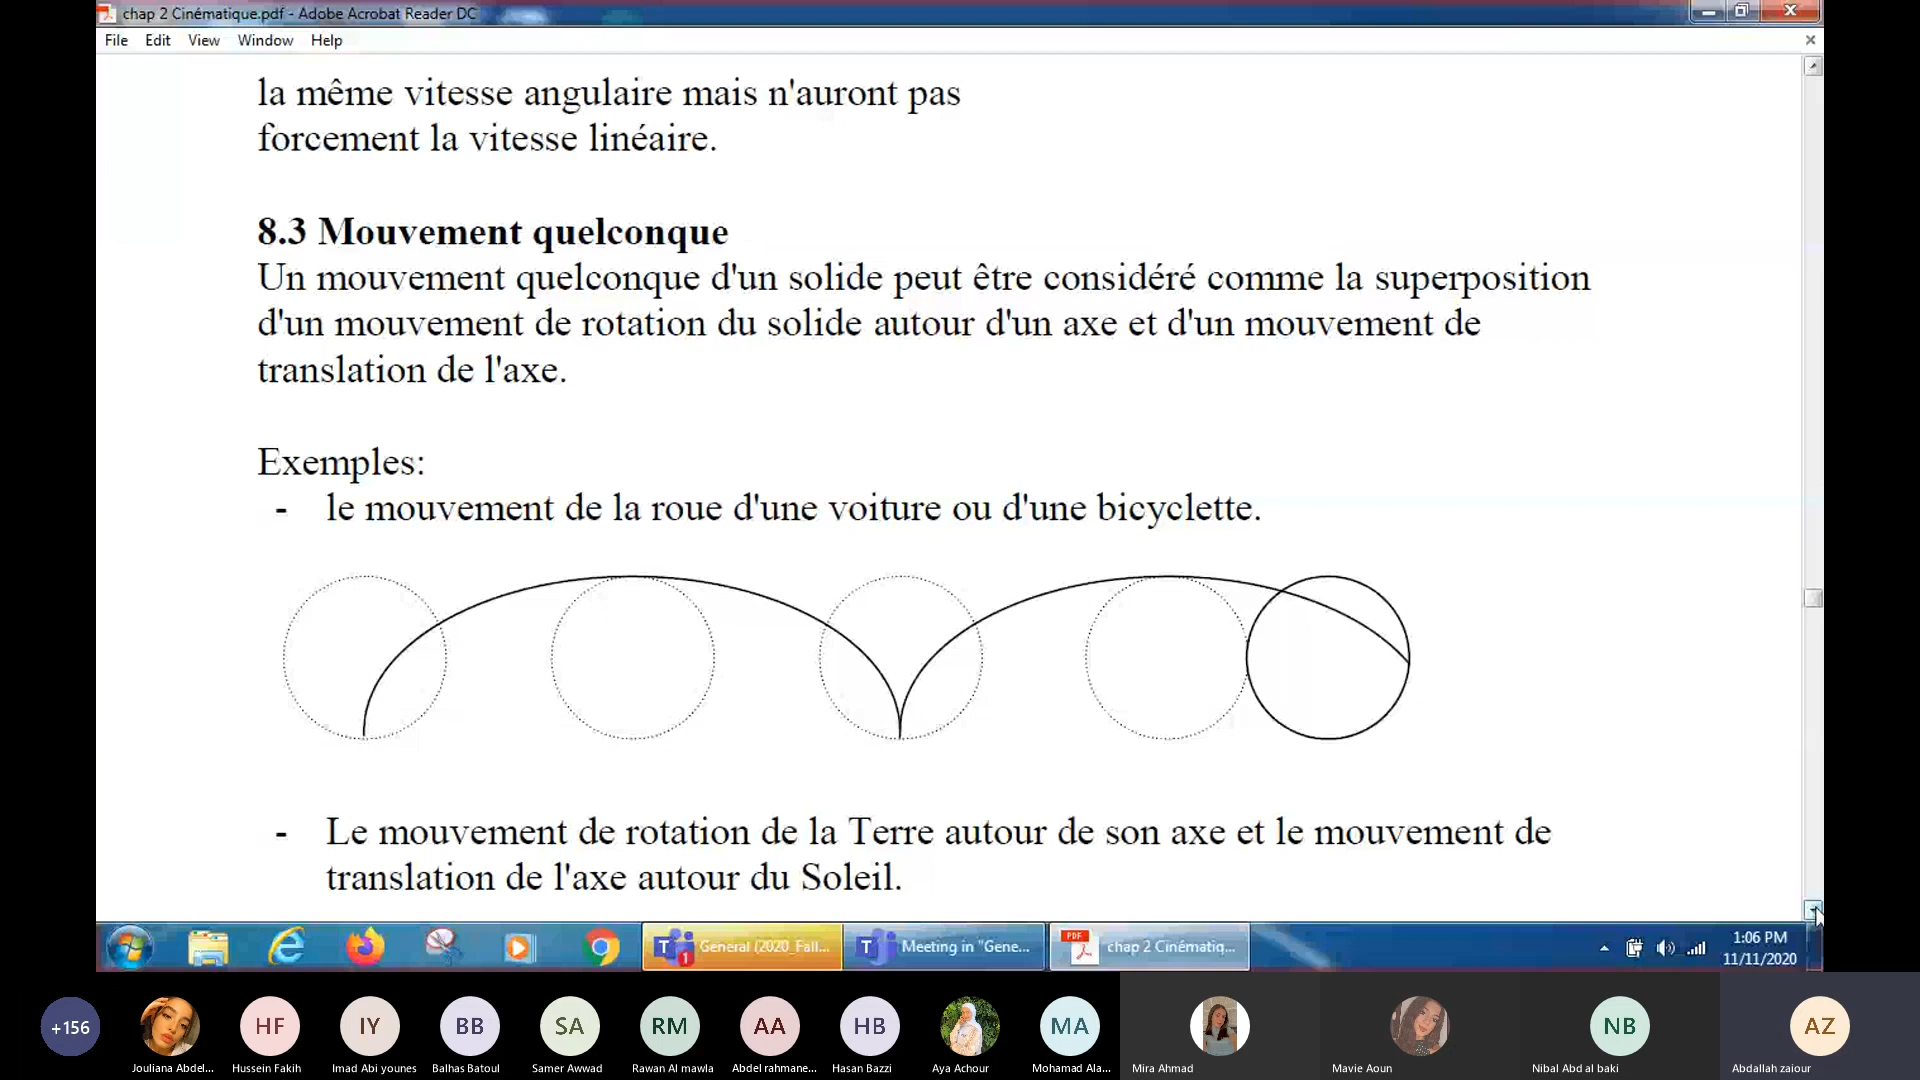 chap 2 Cinématique.pdf - Adobe Acrobat Reader DC
File Edit View Window Help
la même vitesse angulaire mais n'auront pas
forcement la vitesse linéaire.
8.3 Mouvement quelconque
Un mouvement quelconque d'un solide peut être considéré comme la superposition
d'un mouvement de rotation du solide autour d'un axe et d'un mouvement de
translation de l'axe.
Exemples:
- le mouvement de la roue d'une voiture ou d'une bicyclette.
- Le mouvement de rotation de la Terre autour de son axe et le mouvement de
translation de l'axe autour du Soleil.
General (2020_Fall... Meeting in "Gene... chap 2 Cinématiq...
1
PDF
1:06 PM
11/11/2020
+156 HF IY BB SA RM AA HB MA NB AZ
Jouliana Abdel... Hussein Fakih Imad Abi younes Balhas Batoul Samer Awwad Rawan Al mawla Abdel rahmane... Hasan Bazzi Aya Achour Mohamad Ala... Mira Ahmad Mavie Aoun Nibal Abd al baki Abdallah zaiour